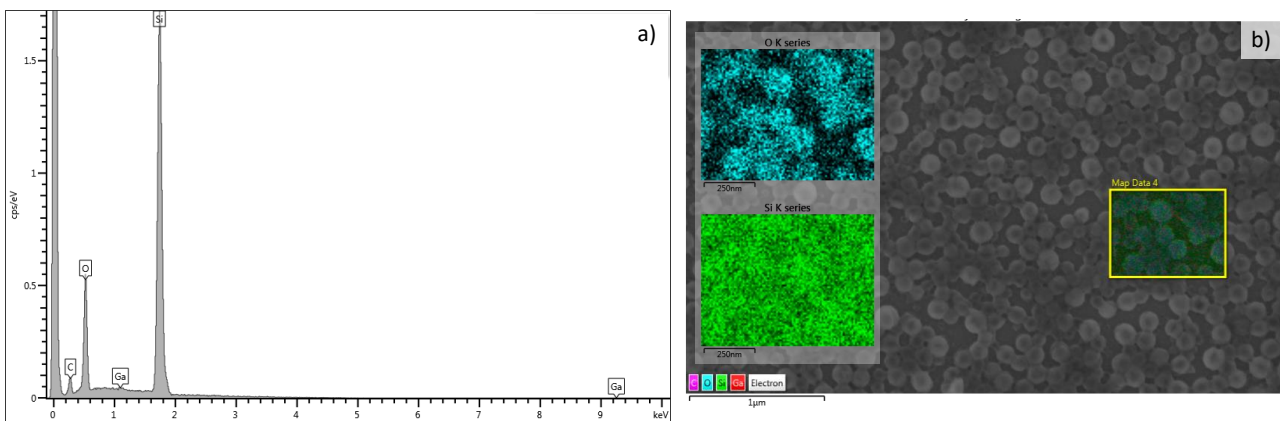 a)
Si
1.5
1
cps/eV
O
0.5
C
Ga
Ga
0
0 1 2 3 4 5 6 7 8 9 keV
b)
O K series
250nm
Si K series
250nm
Map Data 4
C O Si Ga Electron
1µm